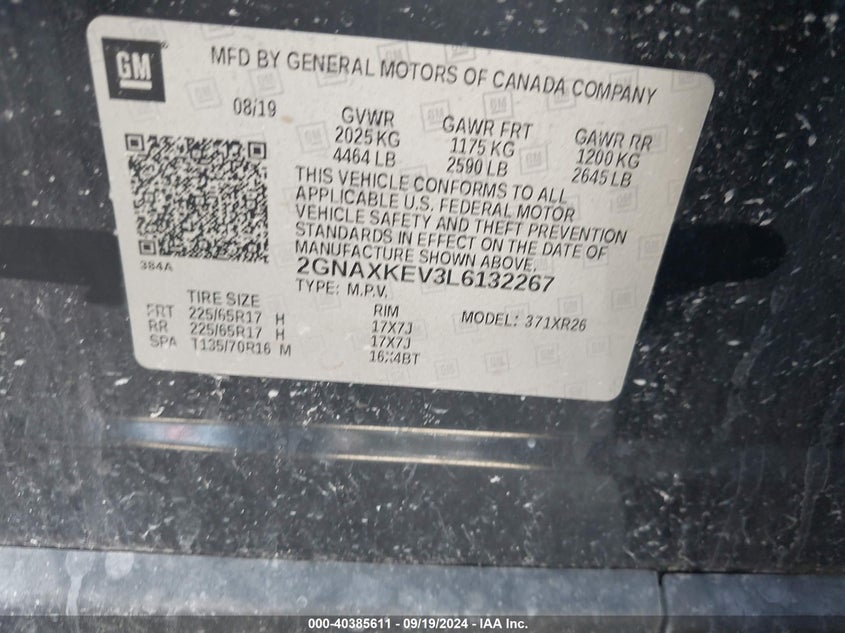 GM
MFD BY GENERAL MOTORS OF CANADA COMPANY
08/19
GVWR GAWR FRT GAWR RR
2025 KG 1175 KG 1200 KG
4464 LB 2590 LB 2645 LB
THIS VEHICLE CONFORMS TO ALL
APPLICABLE U.S. FEDERAL MOTOR
VEHICLE SAFETY AND THEFT PREVENTION
STANDARDS IN EFFECT ON THE DATE OF
MANUFACTURE SHOWN ABOVE.
384A
2GNAXKEV3L6132267
TYPE: M.P.V.
MODEL: 371XR26
TIRE SIZE RIM
FRT 225/65R17 H 17X7J
RR 225/65R17 H 17X7J
SPA T135/70R16 M 16X4BT
000-40385611 - 09/19/2024 - IAA Inc.